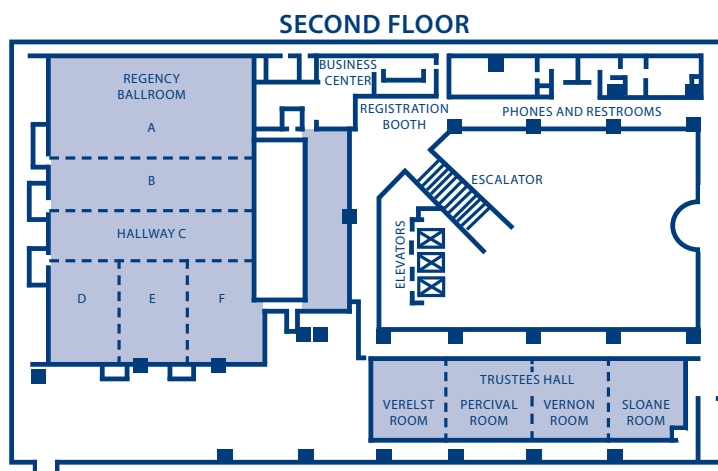 SECOND FLOOR
REGENCY
BALLROOM
A
B
HALLWAY C
D
E
F
BUSINESS
CENTER
REGISTRATION
BOOTH
PHONES AND RESTROOMS
ESCALATOR
ELEVATORS
TRUSTEES HALL
VERELST
ROOM
PERCIVAL
ROOM
VERNON
ROOM
SLOANE
ROOM